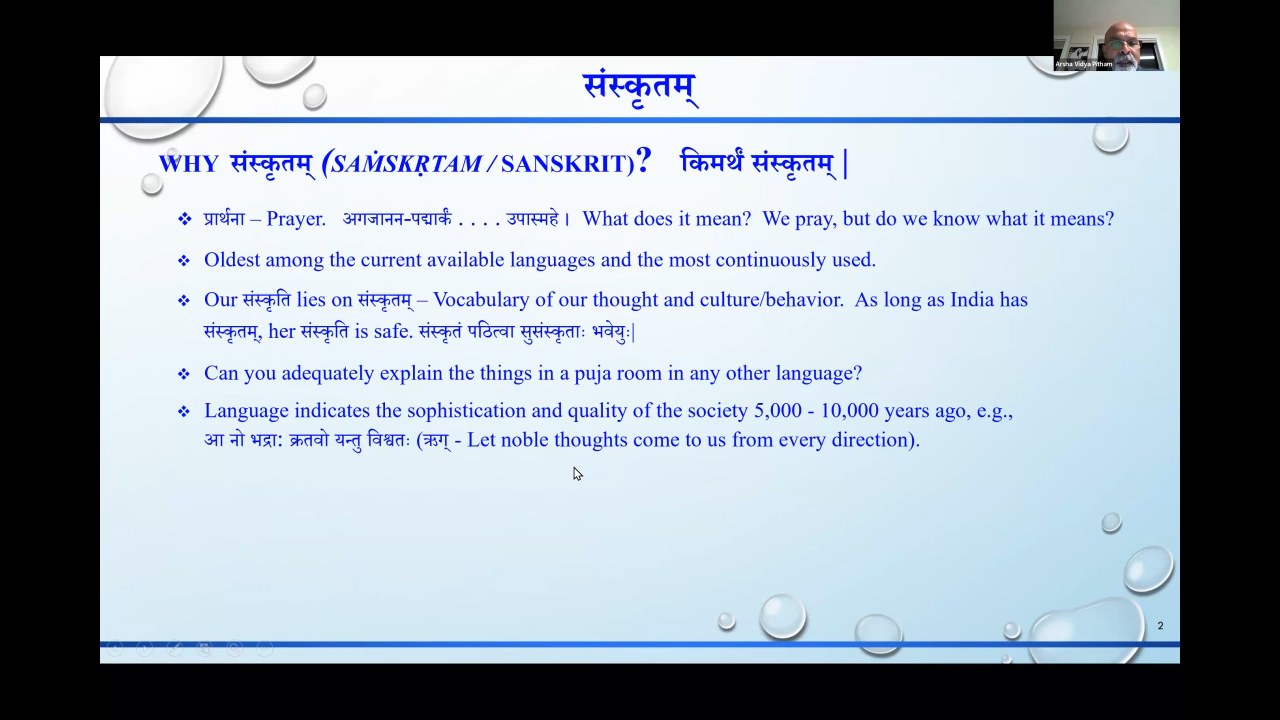 Arsha Vidya Pitham
संस्कृतम्
WHY संस्कृतम् (SAṀSKṚTAM / SANSKRIT)? किमर्थं संस्कृतम् |
❖ प्रार्थना – Prayer. अगजानन-पद्मार्कं . . . . उपास्महे । What does it mean? We pray, but do we know what it means?
❖ Oldest among the current available languages and the most continuously used.
❖ Our संस्कृति lies on संस्कृतम् – Vocabulary of our thought and culture/behavior. As long as India has
संस्कृतम्, her संस्कृति is safe. संस्कृतं पठित्वा सुसंस्कृताः भवेयुः|
❖ Can you adequately explain the things in a puja room in any other language?
❖ Language indicates the sophistication and quality of the society 5,000 - 10,000 years ago, e.g.,
आ नो भद्रा: क्रतवो यन्तु विश्वतः (ऋग् - Let noble thoughts come to us from every direction).
2